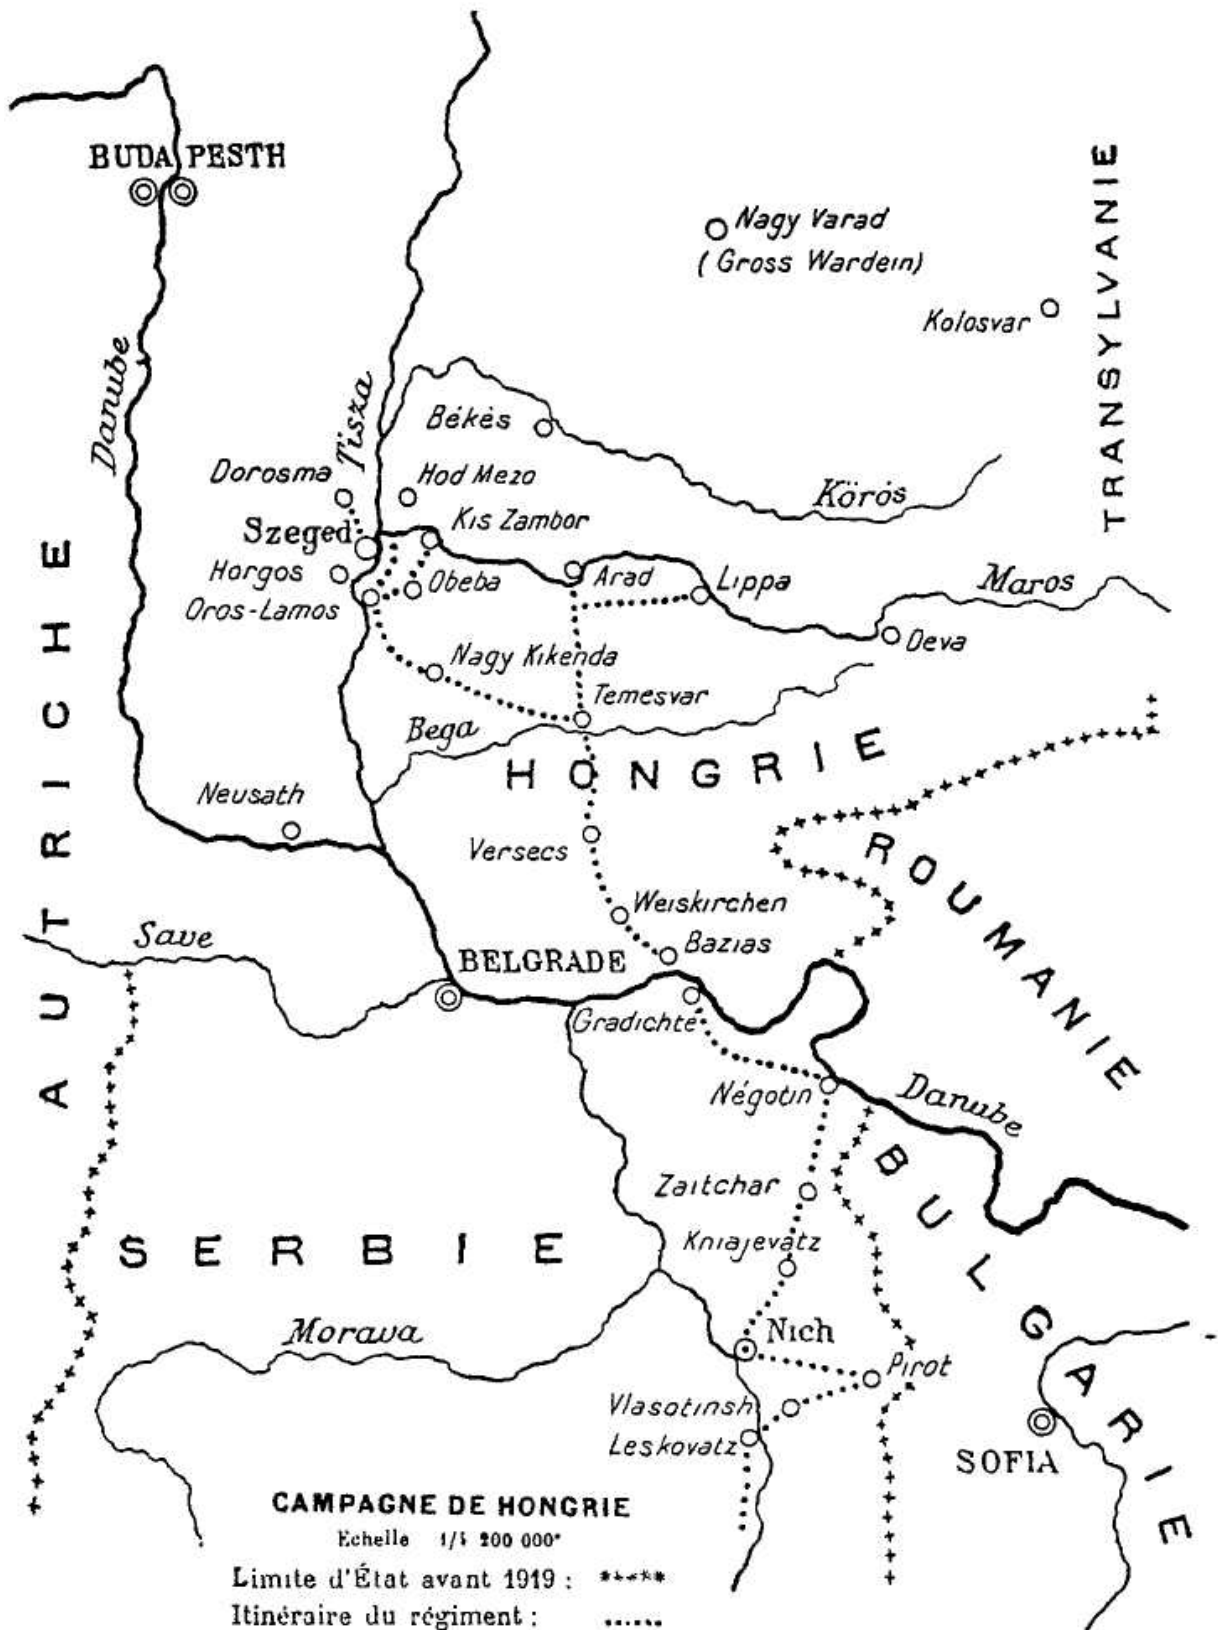 BUDA PESTH
Nagy Varad
(Gross Wardein)
TRANSYLVANIE
Kolosvar
Danube
Tisza
Békès
Dorosma
Hod Mezo
Körös
Szeged
Kis Zambor
Horgos
Obeba
Arad
Lippa
Maros
Oros-Lamos
Deva
Nagy Kikenda
Temesvar
Bega
HONGRIE
AUTRICHE
Neusath
Versecs
ROUMANIE
Weiskirchen
Save
Bazias
BELGRADE
Gradichte
Négotin
Danube
BULGARIE
Zaitchar
SERBIE
Kniajevatz
Morava
Nich
Pirot
Vlasotinsh
Leskovatz
SOFIA
CAMPAGNE DE HONGRIE
Echelle 200 000ᵉ
Limite d'État avant 1919 :
Itinéraire du régiment :